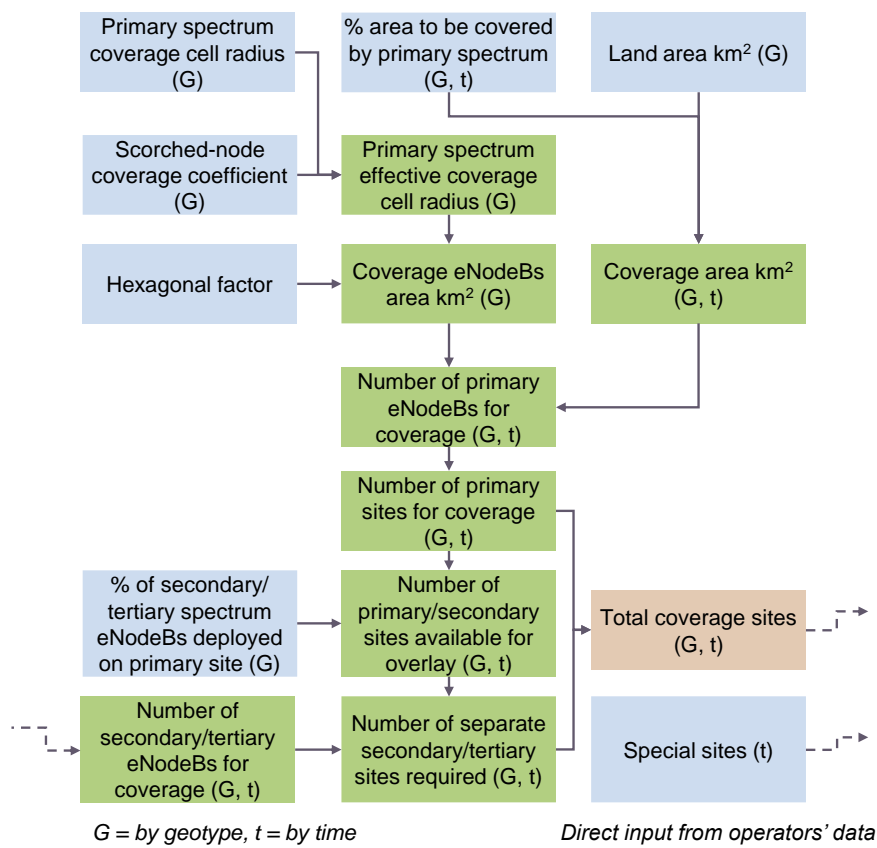 Primary spectrum
coverage cell radius
(G)
% area to be covered
by primary spectrum
(G, t)
Land area km² (G)
Scorched-node
coverage coefficient
(G)
Primary spectrum
effective coverage
cell radius (G)
Hexagonal factor
Coverage eNodeBs
area km² (G)
Coverage area km²
(G, t)
Number of primary
eNodeBs for
coverage (G, t)
Number of primary
sites for coverage
(G, t)
% of secondary/
tertiary spectrum
eNodeBs deployed
on primary site (G)
Number of
primary/secondary
sites available for
overlay (G, t)
Total coverage sites
(G, t)
Number of
secondary/tertiary
eNodeBs for
coverage (G, t)
Number of separate
secondary/tertiary
sites required (G, t)
Special sites (t)
G = by geotype, t = by time
Direct input from operators’ data